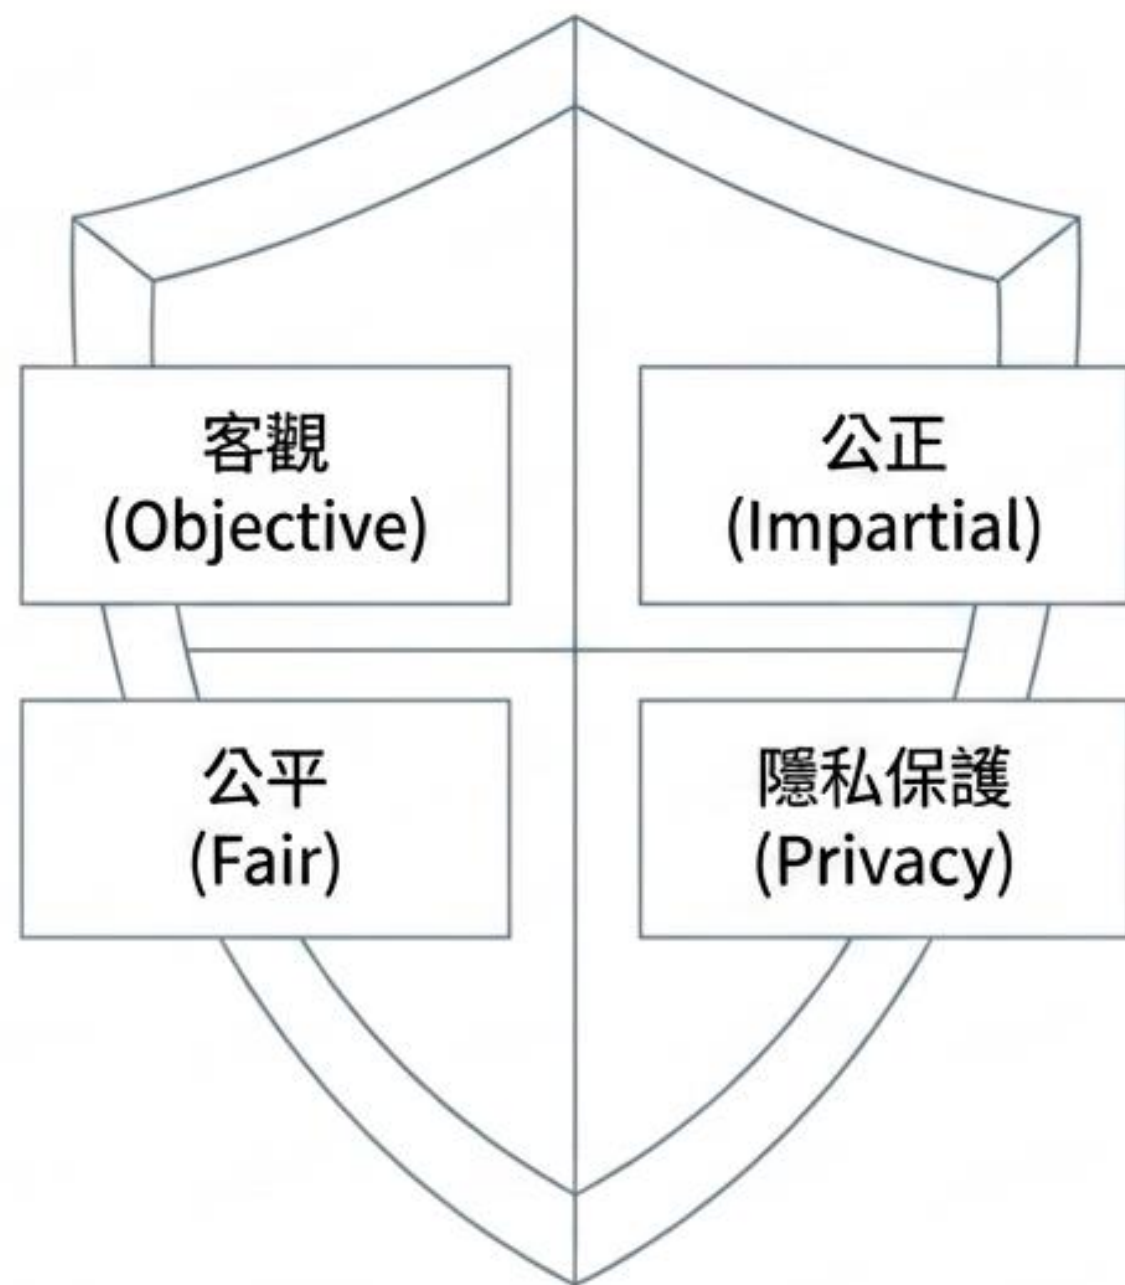 客觀
(Objective)
公正
(Impartial)
公平
(Fair)
隱私保護
(Privacy)